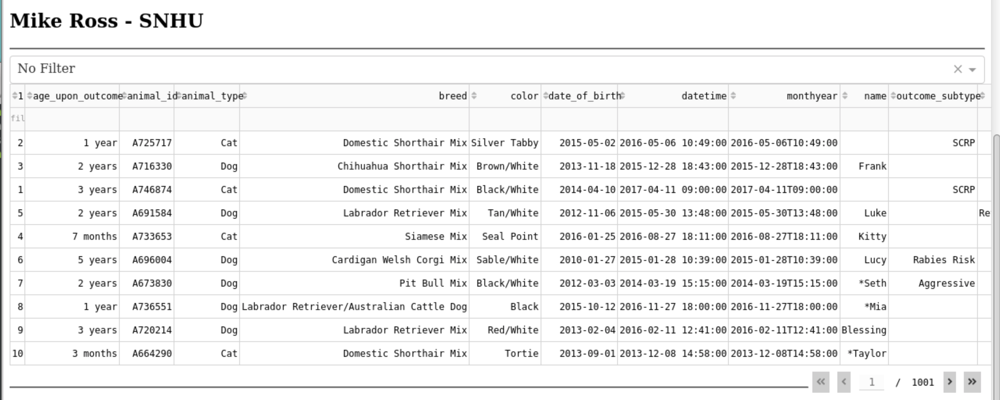 Mike Ross - SNHU
No Filter
1 age_upon_outcome animal_id animal_type breed color date_of_birth datetime monthyear name outcome_subtype
fil
2 1 year A725717 Cat Domestic Shorthair Mix Silver Tabby 2015-05-02 2016-05-06 10:49:00 2016-05-06T10:49:00 SCRP
3 2 years A716330 Dog Chihuahua Shorthair Mix Brown/White 2013-11-18 2015-12-28 18:43:00 2015-12-28T18:43:00 Frank
1 3 years A746874 Cat Domestic Shorthair Mix Black/White 2014-04-10 2017-04-11 09:00:00 2017-04-11T09:00:00 SCRP
5 2 years A691584 Dog Labrador Retriever Mix Tan/White 2012-11-06 2015-05-30 13:48:00 2015-05-30T13:48:00 Luke Re
4 7 months A733653 Cat Siamese Mix Seal Point 2016-01-25 2016-08-27 18:11:00 2016-08-27T18:11:00 Kitty
6 5 years A696004 Dog Cardigan Welsh Corgi Mix Sable/White 2010-01-27 2015-01-28 10:39:00 2015-01-28T10:39:00 Lucy Rabies Risk
7 2 years A673830 Dog Pit Bull Mix Black/White 2012-03-03 2014-03-19 15:15:00 2014-03-19T15:15:00 *Seth Aggressive
8 1 year A736551 Dog Labrador Retriever/Australian Cattle Dog Black 2015-10-12 2016-11-27 18:00:00 2016-11-27T18:00:00 *Mia
9 3 years A720214 Dog Labrador Retriever Mix Red/White 2013-02-04 2016-02-11 12:41:00 2016-02-11T12:41:00 Blessing
10 3 months A664290 Cat Domestic Shorthair Mix Tortie 2013-09-01 2013-12-08 14:58:00 2013-12-08T14:58:00 *Taylor
1 / 1001